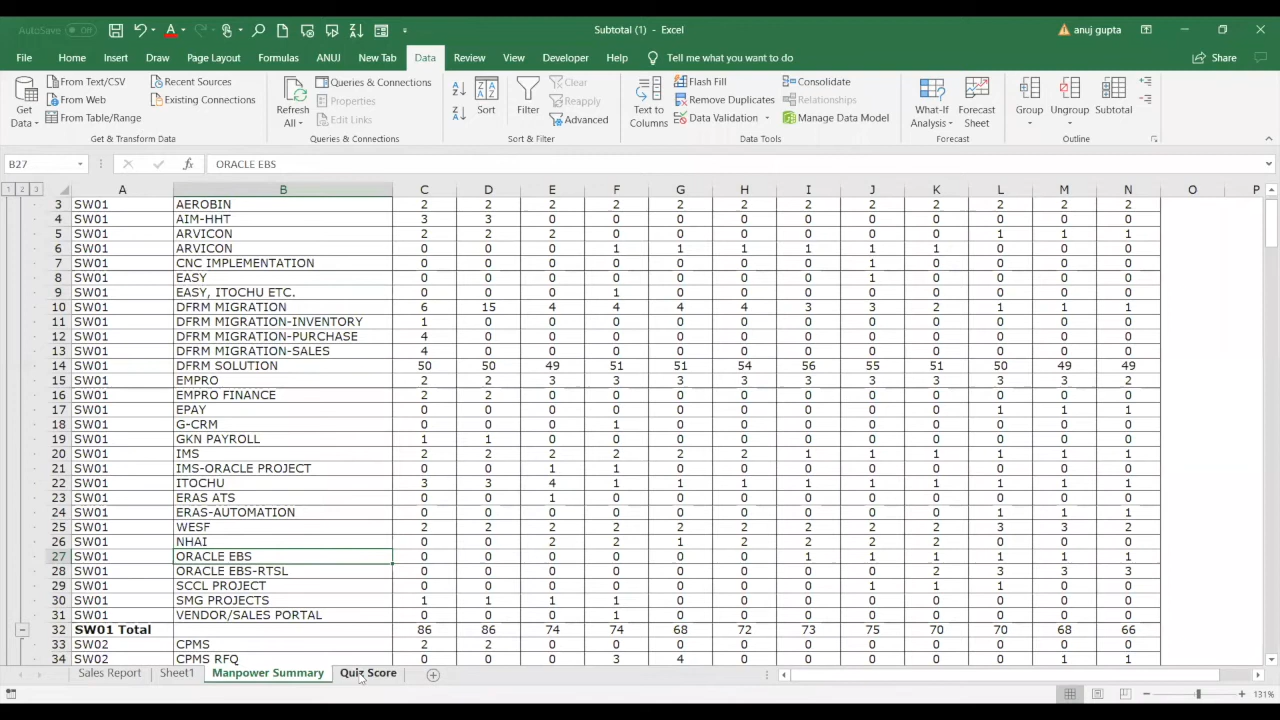 AutoSave Off Subtotal (1) - Excel anuj gupta
File Home Insert Draw Page Layout Formulas ANUJ New Tab Data Review View Developer Help Tell me what you want to do Share
Get Data From Text/CSV From Web From Table/Range Recent Sources Existing Connections
Get & Transform Data
Refresh All Queries & Connections Properties Edit Links
Queries & Connections
Sort Filter Clear Reapply Advanced
Sort & Filter
Text to Columns Flash Fill Remove Duplicates Data Validation Consolidate Relationships Manage Data Model
Data Tools
What-If Analysis Forecast Sheet
Forecast
Group Ungroup Subtotal
Outline
B27 fx ORACLE EBS
1 2 3 A B C D E F G H I J K L M N O P
3 SW01 AEROBIN 2 2 2 2 2 2 2 2 2 2 2 2
4 SW01 AIM-HHT 3 3 0 0 0 0 0 0 0 0 0 0
5 SW01 ARVICON 2 2 2 0 0 0 0 0 0 1 1 1
6 SW01 ARVICON 0 0 0 1 1 1 1 1 1 0 0 0
7 SW01 CNC IMPLEMENTATION 0 0 0 0 0 0 0 1 0 0 0 0
8 SW01 EASY 0 0 0 0 0 0 0 1 0 0 0 0
9 SW01 EASY, ITOCHU ETC. 0 0 0 1 0 0 0 0 0 0 0 0
10 SW01 DFRM MIGRATION 6 15 4 4 4 4 3 3 2 1 1 1
11 SW01 DFRM MIGRATION-INVENTORY 1 0 0 0 0 0 0 0 0 0 0 0
12 SW01 DFRM MIGRATION-PURCHASE 4 0 0 0 0 0 0 0 0 0 0 0
13 SW01 DFRM MIGRATION-SALES 4 0 0 0 0 0 0 0 0 0 0 0
14 SW01 DFRM SOLUTION 50 50 49 51 51 54 56 55 51 50 49 49
15 SW01 EMPRO 2 2 3 3 3 3 3 3 3 3 3 2
16 SW01 EMPRO FINANCE 2 2 0 0 0 0 0 0 0 0 0 0
17 SW01 EPAY 0 0 0 0 0 0 0 0 0 1 1 1
18 SW01 G-CRM 0 0 0 1 0 0 0 0 0 0 0 0
19 SW01 GKN PAYROLL 1 1 0 0 0 0 0 0 0 0 0 0
20 SW01 IMS 2 2 2 2 2 2 1 1 1 1 1 1
21 SW01 IMS-ORACLE PROJECT 0 0 1 1 0 0 0 0 0 0 0 0
22 SW01 ITOCHU 3 3 4 1 1 1 1 1 1 1 1 1
23 SW01 ERAS ATS 0 0 1 0 0 0 0 0 0 0 0 0
24 SW01 ERAS-AUTOMATION 0 0 0 0 0 0 0 0 0 1 1 1
25 SW01 WESF 2 2 2 2 2 2 2 2 2 3 3 2
26 SW01 NHAI 0 0 2 2 1 2 2 2 2 0 0 0
27 SW01 ORACLE EBS 0 0 0 0 0 0 1 1 1 1 1 1
28 SW01 ORACLE EBS-RTSL 0 0 0 0 0 0 0 0 2 3 3 3
29 SW01 SCCL PROJECT 0 0 0 0 0 0 0 1 1 1 1 0
30 SW01 SMG PROJECTS 1 1 1 1 0 0 0 0 0 0 0 0
31 SW01 VENDOR/SALES PORTAL 0 0 0 1 0 0 0 0 0 0 0 0
32 SW01 Total 86 86 74 74 68 72 73 75 70 70 68 66
33 SW02 CPMS 2 2 0 0 0 0 0 0 0 0 0 0
34 SW02 CPMS RFQ 0 0 0 3 4 0 0 0 0 0 1 1
Sales Report Sheet1 Manpower Summary Quiz Score
131%